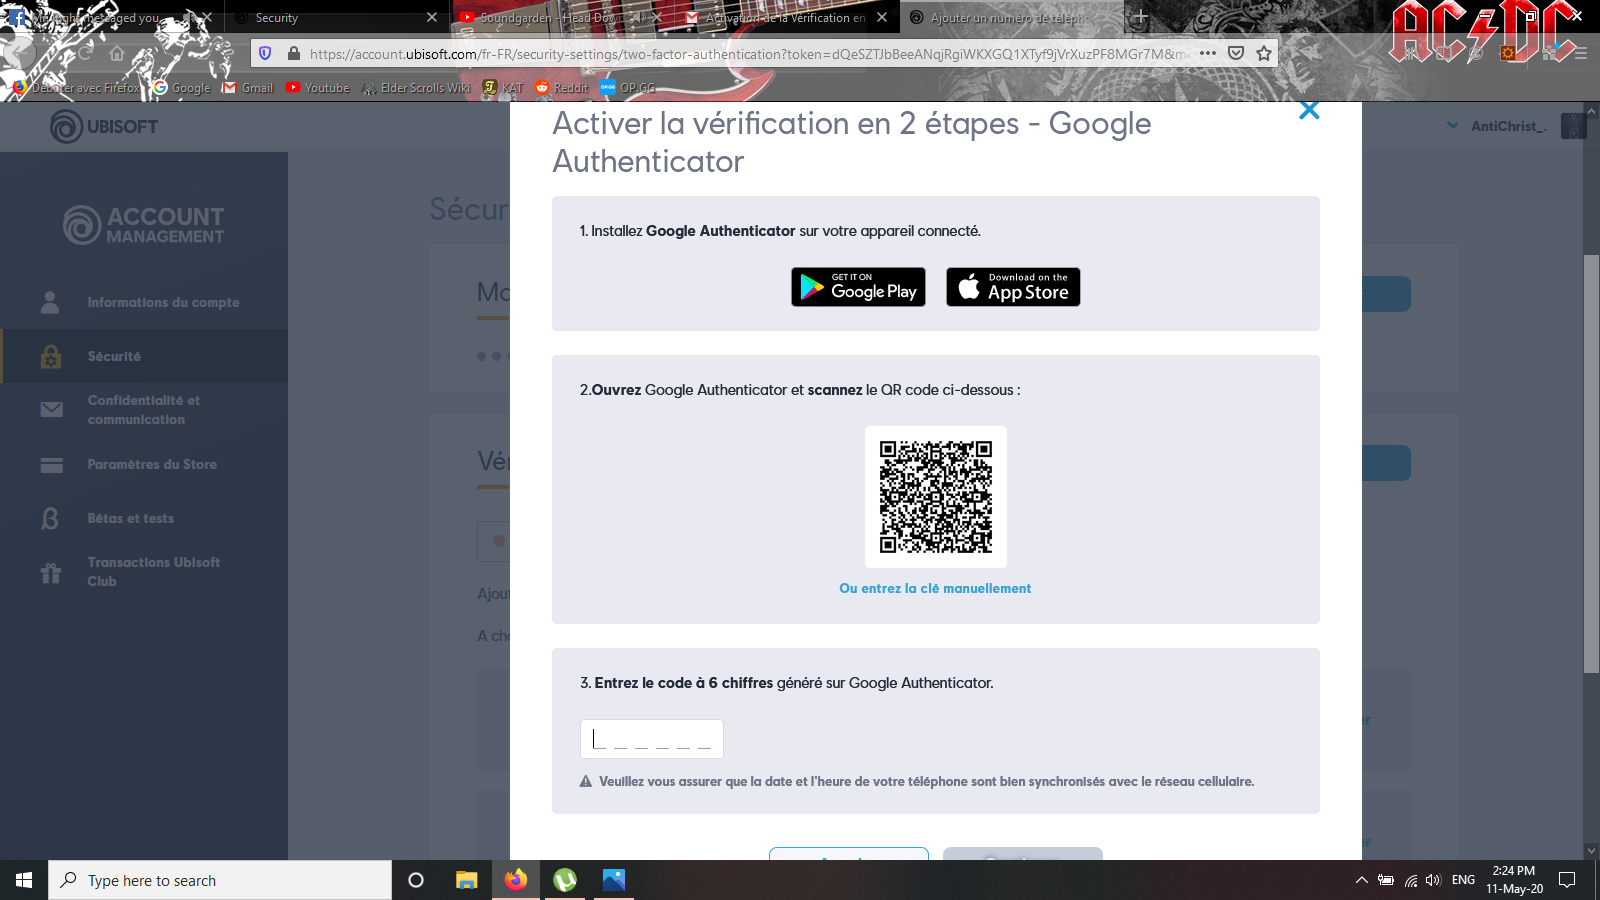 messaged you
Security
Soundgarden - Head Dow
Activation de la Vérification en
Ajouter un numéro de téléph
https://account.ubisoft.com/fr-FR/security-settings/two-factor-authentication?token=dQeSZTJbBeeANqjRgiWKXGQ1XTyf9jVrXuzPF8MGr7M&m
AC DC
Débuter avec Firefox
Google
Gmail
Youtube
Elder Scrolls Wiki
KAT
Reddit
OP.GG
UBISOFT
AntiChrist_.
ACCOUNT
MANAGEMENT
Informations du compte
Sécurité
Confidentialité et
communication
Paramètres du Store
Bêtas et tests
Transactions Ubisoft
Club
Sécur
Mo
Vér
Ajou
A cho
Activer la vérification en 2 étapes - Google
Authenticator
1. Installez Google Authenticator sur votre appareil connecté.
GET IT ON
Google Play
Download on the
App Store
2.Ouvrez Google Authenticator et scannez le QR code ci-dessous :
Ou entrez la clé manuellement
3. Entrez le code à 6 chiffres généré sur Google Authenticator.
Veuillez vous assurer que la date et l'heure de votre téléphone sont bien synchronisés avec le réseau cellulaire.
Type here to search
ENG
2:24 PM
11-May-20